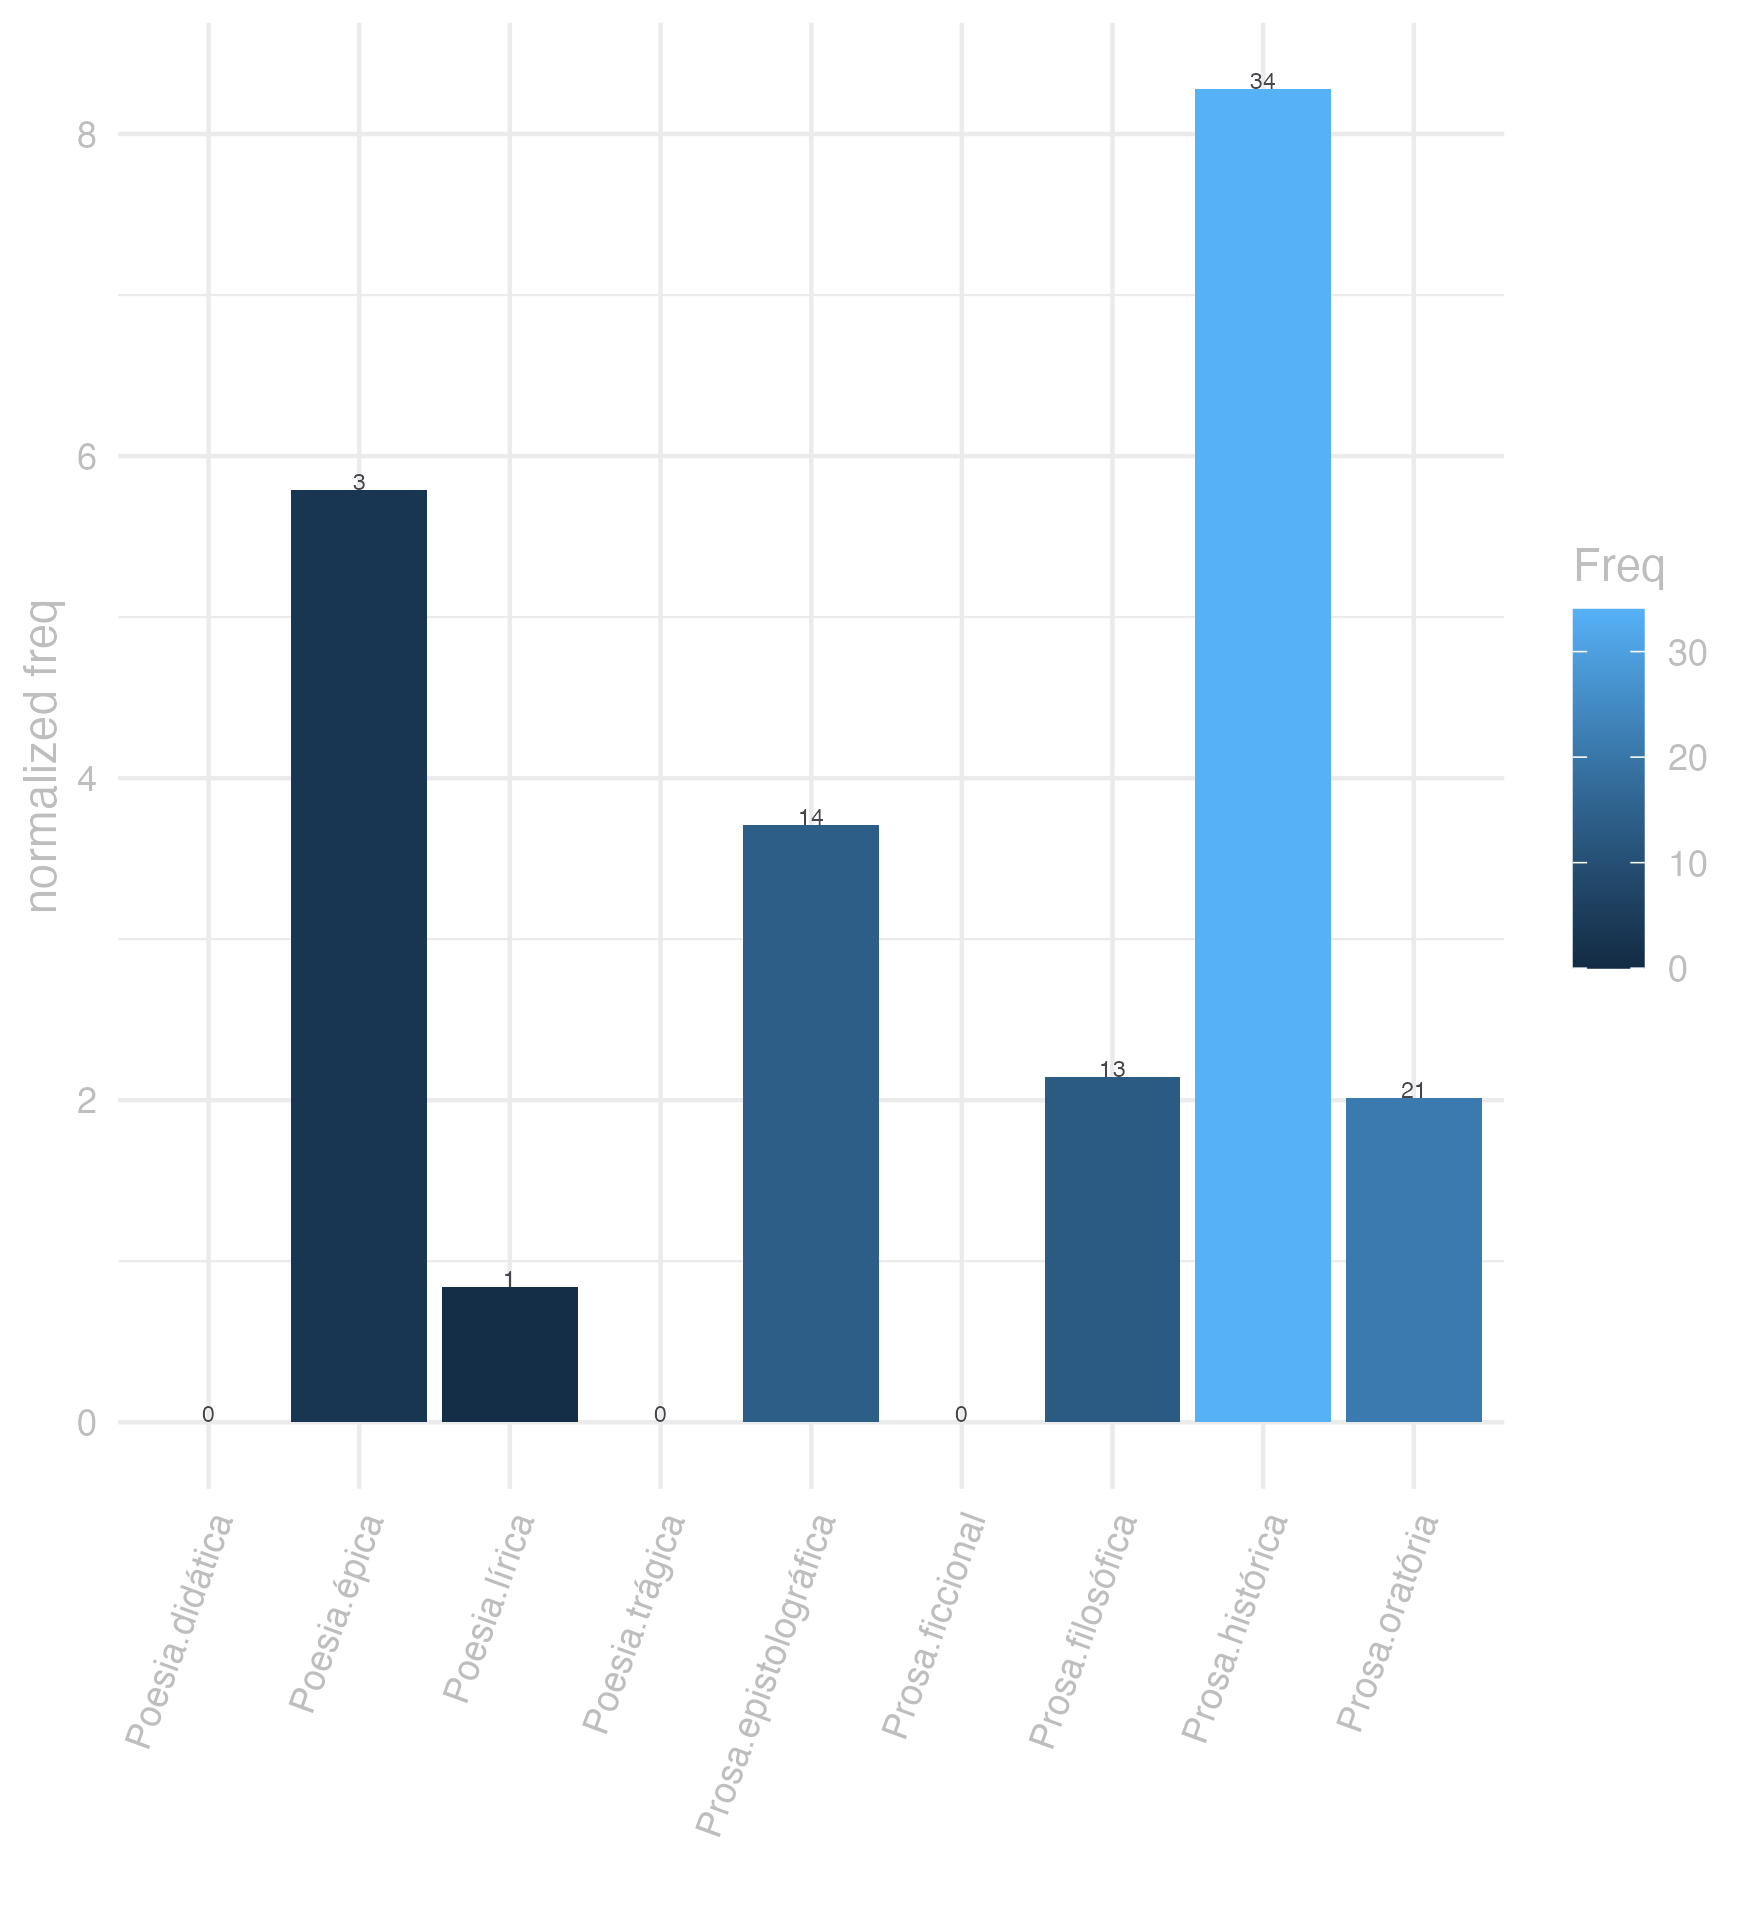 34
8
6
3
4
14
2
13
21
1
0
0
0
0
normalized freq
Freq
30
20
10
0
Poesia.didática
Poesia.épica
Poesia.lírica
Poesia.trágica
Prosa.epistolográfica
Prosa.ficcional
Prosa.filosófica
Prosa.histórica
Prosa.oratória